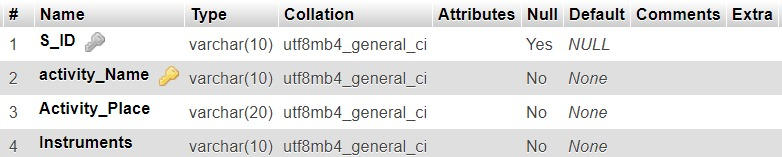 # Name Type Collation Attributes Null Default Comments Extra
1 S_ID varchar(10) utf8mb4_general_ci Yes NULL
2 activity_Name varchar(10) utf8mb4_general_ci No None
3 Activity_Place varchar(20) utf8mb4_general_ci No None
4 Instruments varchar(10) utf8mb4_general_ci No None